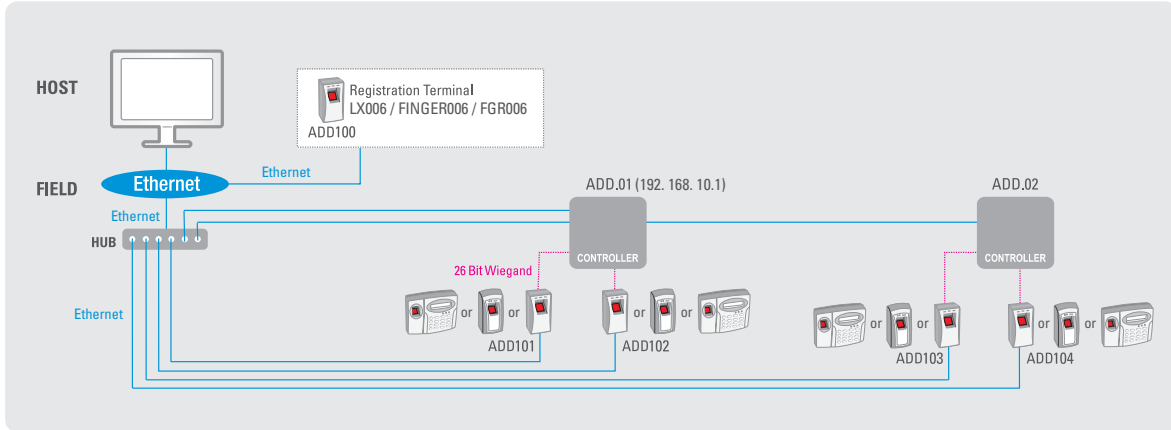 HOST
Registration Terminal
LX006 / FINGER006 / FGR006
ADD100
Ethernet
FIELD
Ethernet
ADD.01 (192. 168. 10.1)
ADD.02
Ethernet
HUB
CONTROLLER
CONTROLLER
26 Bit Wiegand
Ethernet
or
or
or
or
or
or
or
or
ADD101
ADD102
ADD103
ADD104